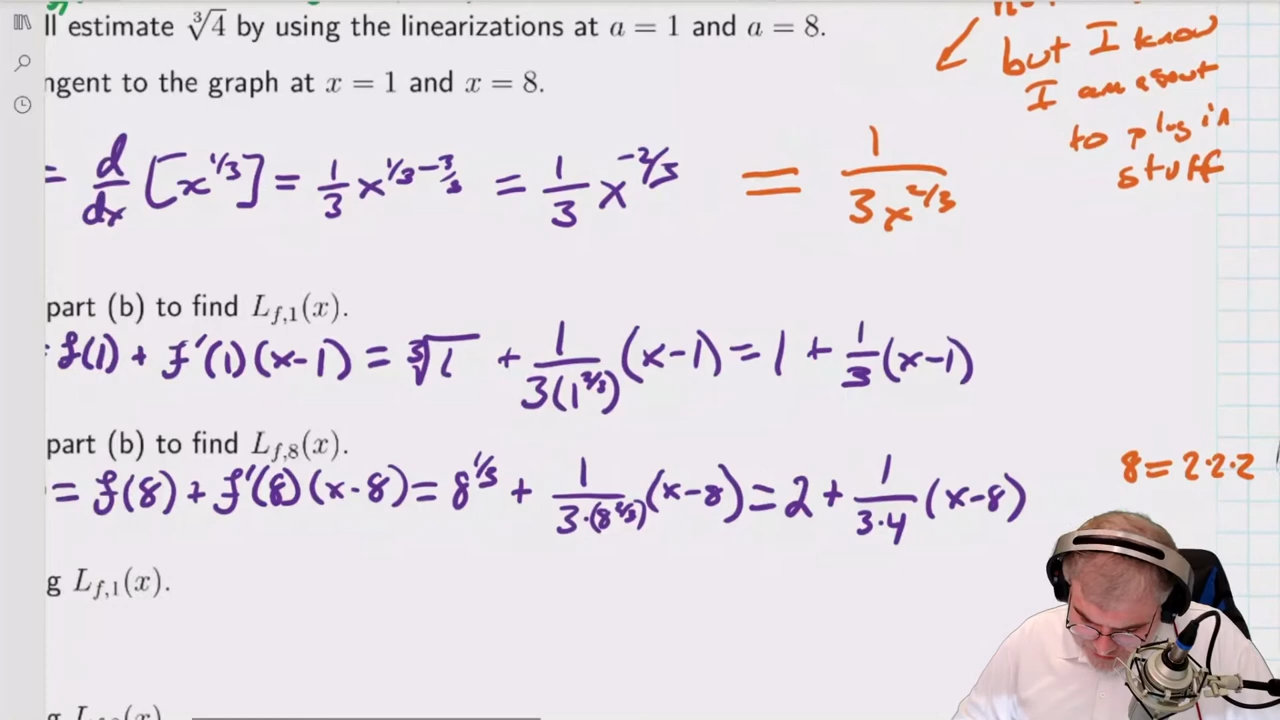 ll estimate ∛4 by using the linearizations at a = 1 and a = 8.
ngent to the graph at x = 1 and x = 8.
but I know
I am about
to plug in
stuff
= d/dx [x^{1/3}] = 1/3 x^{1/3 - 3/3} = 1/3 x^{-2/3} = 1/(3x^{2/3})
part (b) to find L_{f,1}(x).
f(1) + f'(1)(x-1) = ∛1 + 1/(3(1^{2/3})) (x-1) = 1 + 1/3 (x-1)
part (b) to find L_{f,8}(x).
= f(8) + f'(8)(x-8) = 8^{1/3} + 1/(3·(8^{2/3})) (x-8) = 2 + 1/(3·4) (x-8)
8 = 2·2·2
g L_{f,1}(x).